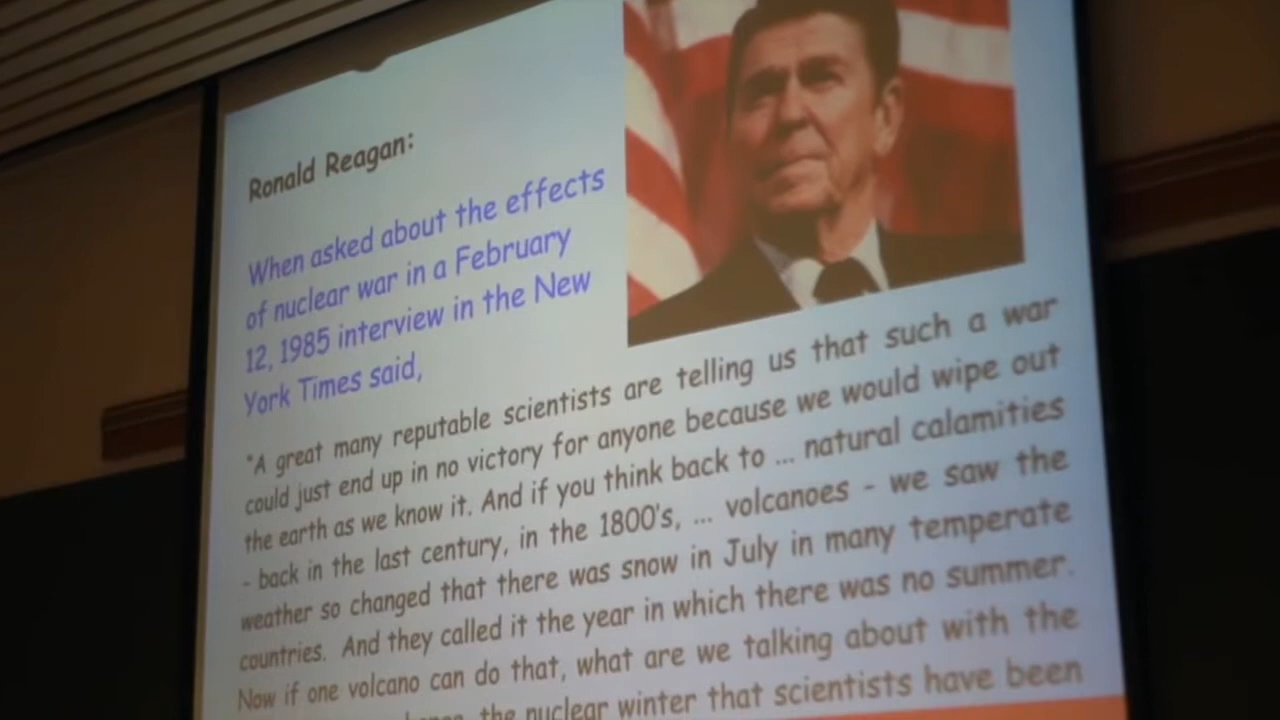 Ronald Reagan:
When asked about the effects
of nuclear war in a February
12, 1985 interview in the New
York Times said,
"A great many reputable scientists are telling us that such a war
could just end up in no victory for anyone because we would wipe out
the earth as we know it. And if you think back to ... natural calamities
- back in the last century, in the 1800's, ... volcanoes - we saw the
weather so changed that there was snow in July in many temperate
countries. And they called it the year in which there was no summer.
Now if one volcano can do that, what are we talking about with the
the nuclear winter that scientists have been